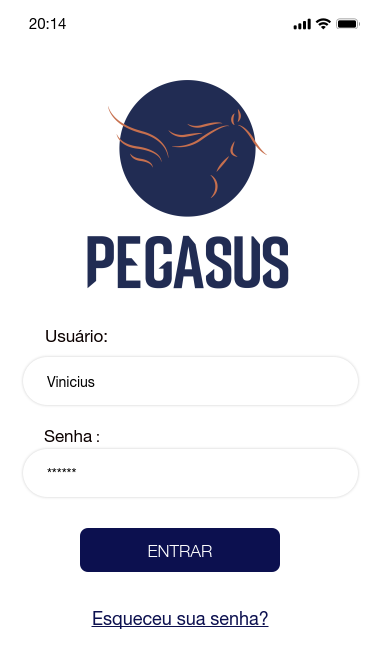 20:14
PEGASUS
Usuário:
Vinicius
Senha :
******
ENTRAR
Esqueceu sua senha?